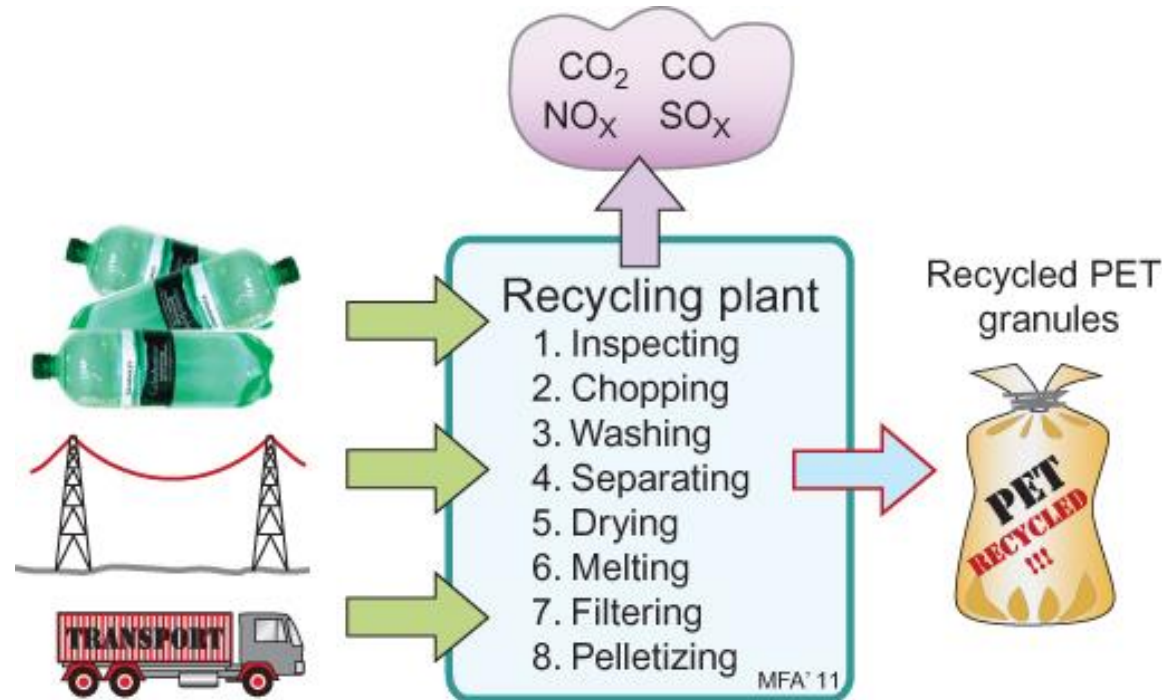 CO₂ CO
NOₓ SOₓ
Recycling plant
1. Inspecting
2. Chopping
3. Washing
4. Separating
5. Drying
6. Melting
7. Filtering
8. Pelletizing
MFA' 11
Recycled PET
granules
PET
RECYCLED
!!!
TRANSPORT